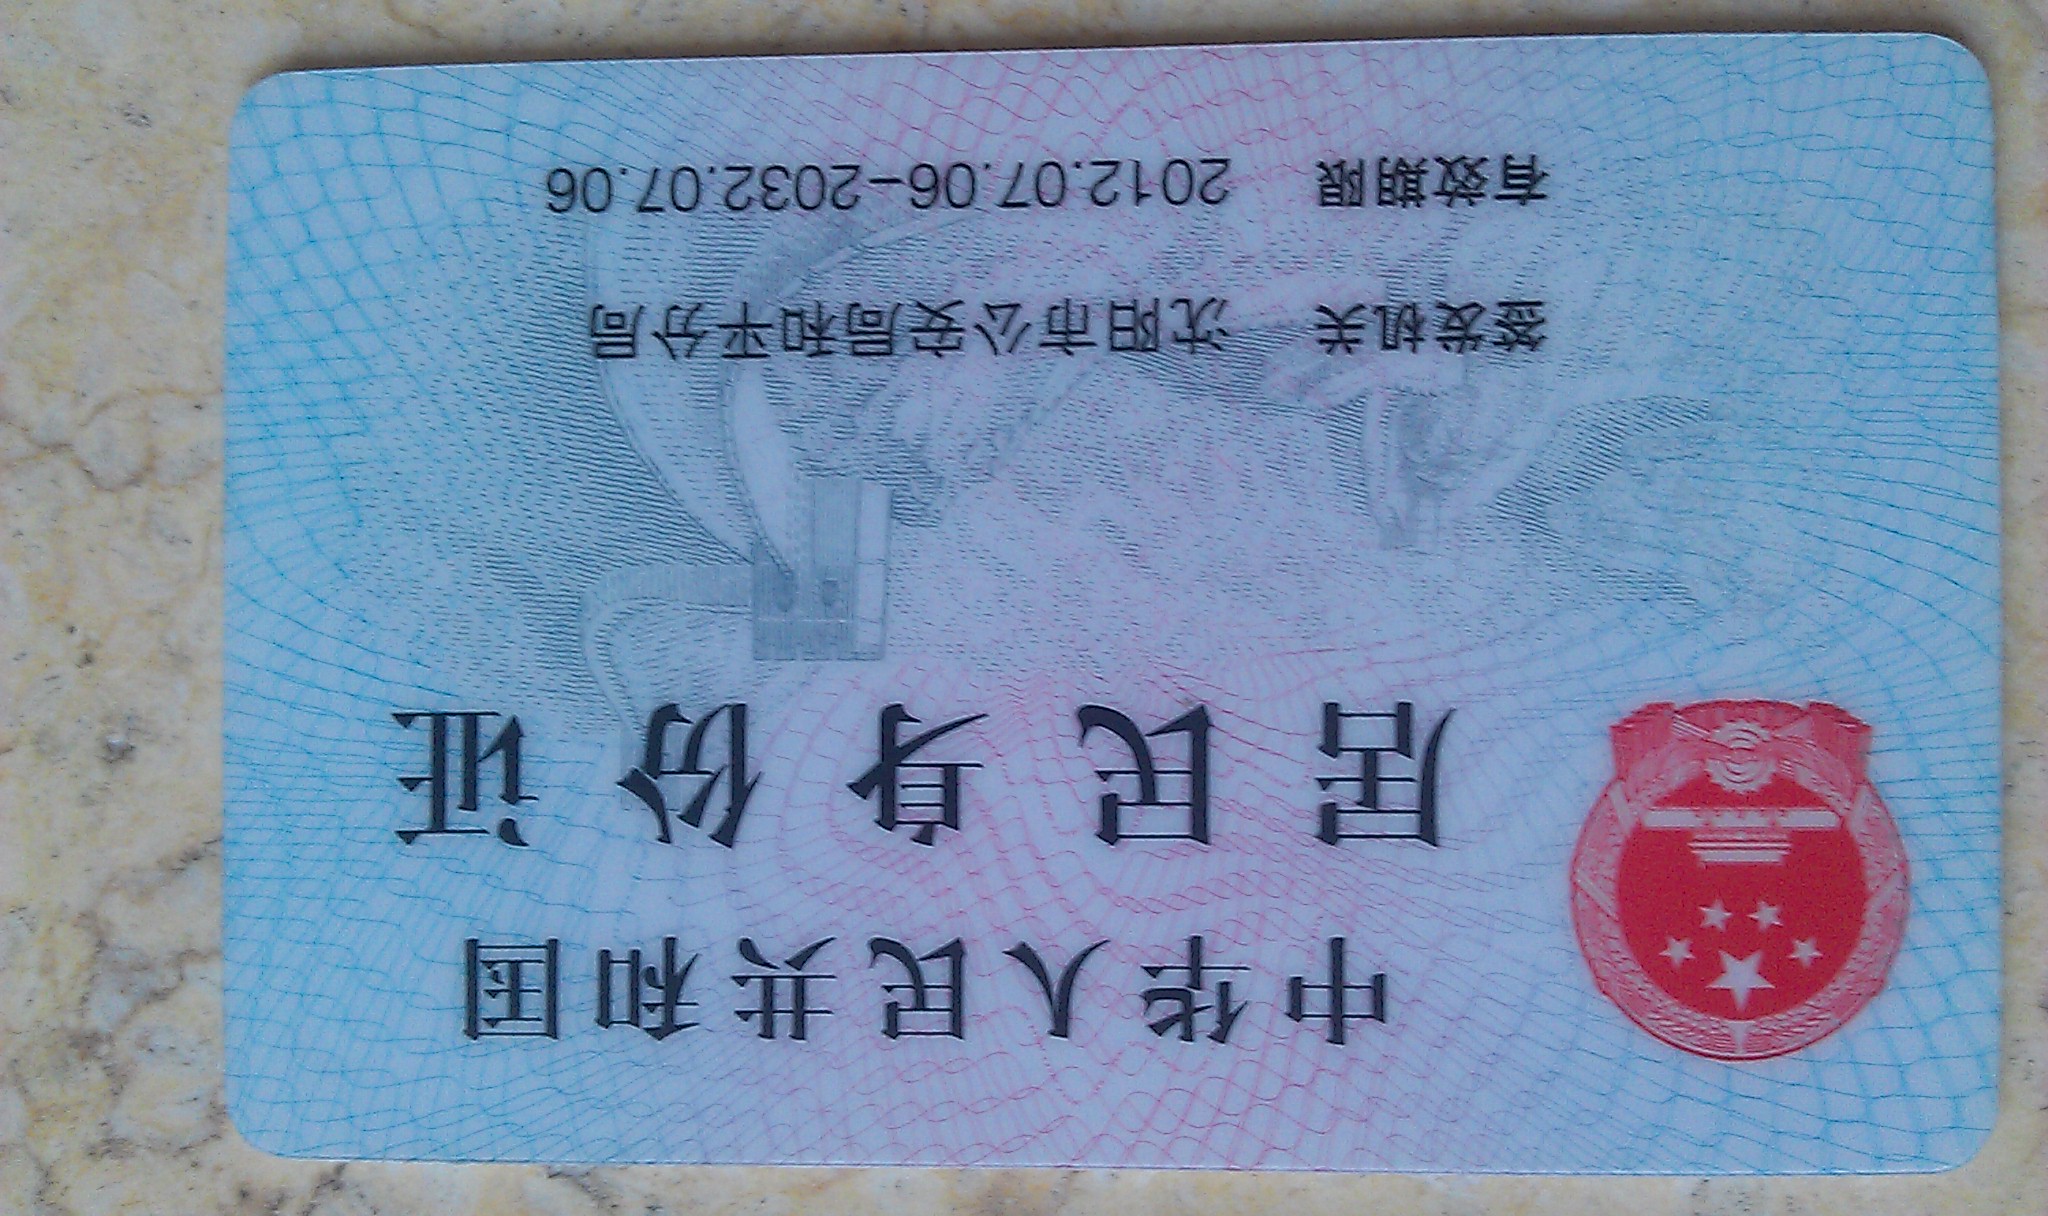 中华人民共和国
居民身份证
签发机关 沈阳市公安局和平分局
有效期限 2012.07.06-2032.07.06